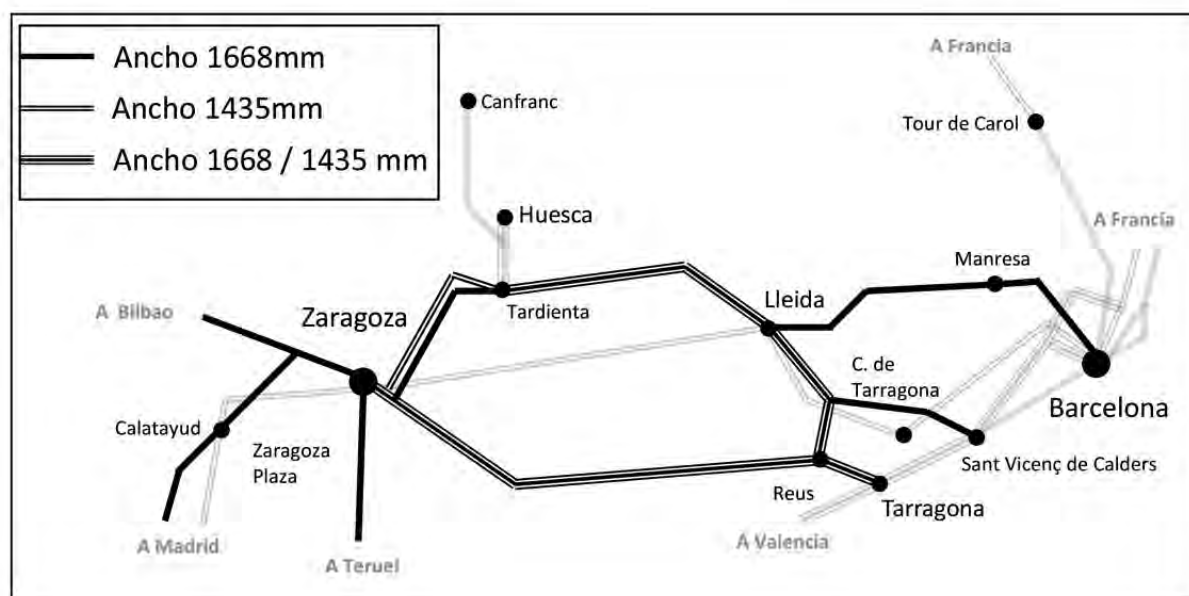 Ancho 1668mm
Ancho 1435mm
Ancho 1668 / 1435 mm
A Francia
Canfranc
Tour de Carol
Huesca
A Francia
Manresa
A Bilbao
Zaragoza
Tardienta
Lleida
C. de
Tarragona
Barcelona
Calatayud
Zaragoza
Plaza
Sant Vicenç de Calders
Reus
Tarragona
A Madrid
A Teruel
A Valencia